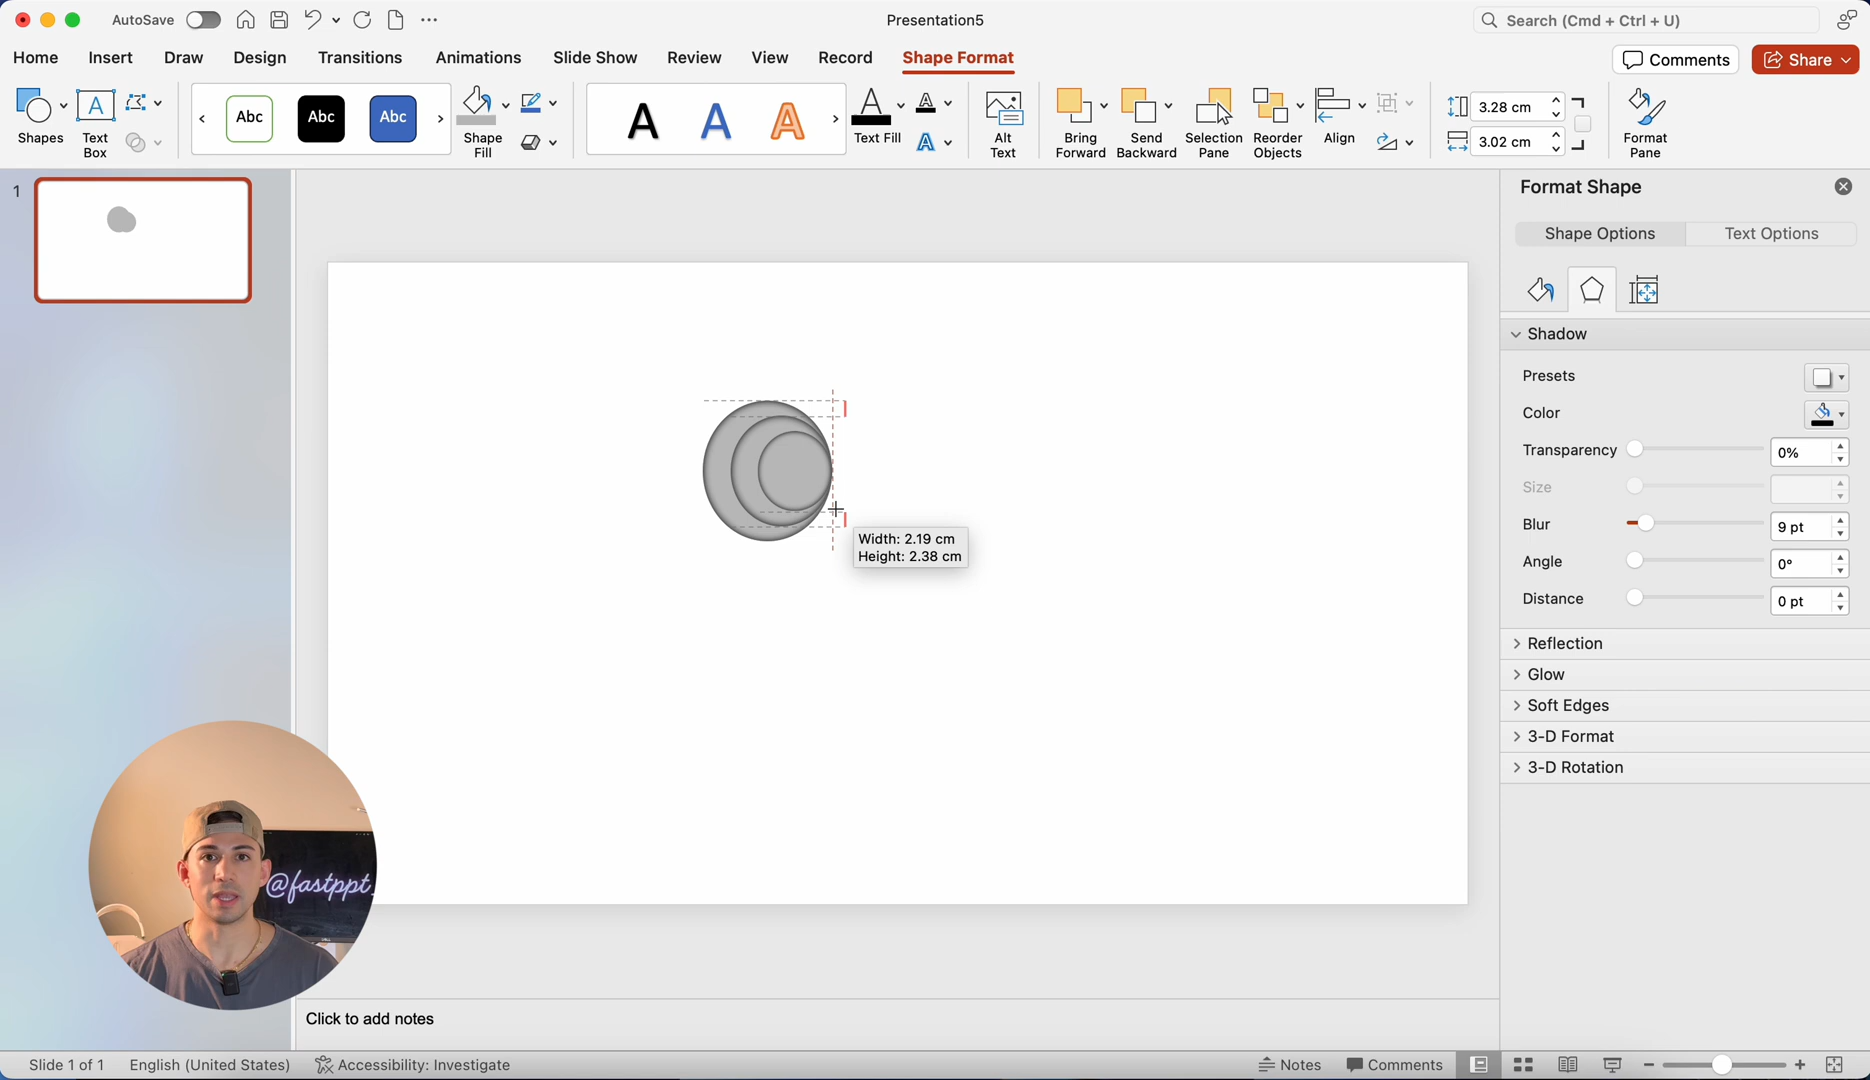 AutoSave
Presentation5
Search (Cmd + Ctrl + U)
Home
Insert
Draw
Design
Transitions
Animations
Slide Show
Review
View
Record
Shape Format
Comments
Share
Shapes
A
Text
Box
Abc
Abc
Abc
Shape
Fill
A
A
A
A
Text Fill
A
A
Alt
Text
Bring
Forward
Send
Backward
Selection
Pane
Reorder
Objects
Align
3.28 cm
3.02 cm
Format
Pane
1
Format Shape
Shape Options
Text Options
Shadow
Presets
Color
Transparency
0%
Size
Blur
9 pt
Angle
0°
Distance
0 pt
Reflection
Glow
Soft Edges
3-D Format
3-D Rotation
Width: 2.19 cm
Height: 2.38 cm
@fastppt
Click to add notes
Slide 1 of 1
English (United States)
Accessibility: Investigate
Notes
Comments